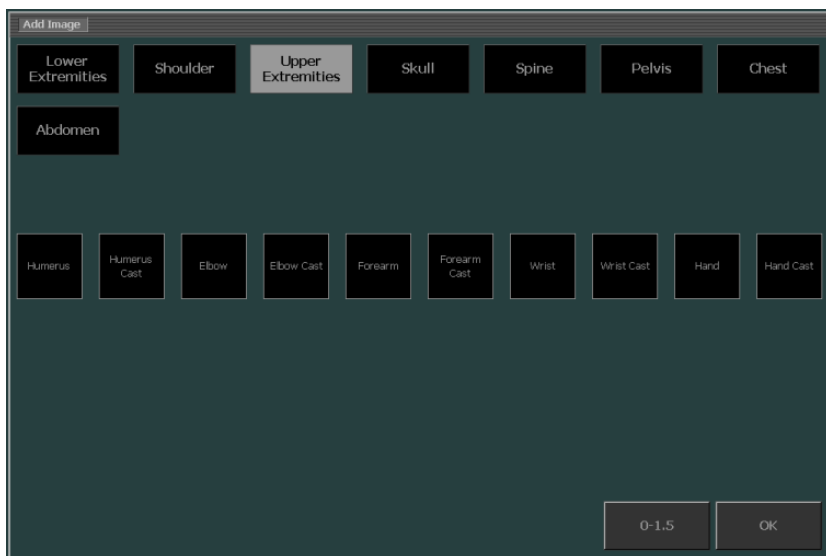 Add Image
Lower
Extremities
Shoulder
Upper
Extremities
Skull
Spine
Pelvis
Chest
Abdomen
Humerus
Humerus
Cast
Elbow
Elbow Cast
Forearm
Forearm
Cast
Wrist
Wrist Cast
Hand
Hand Cast
0-1.5
OK